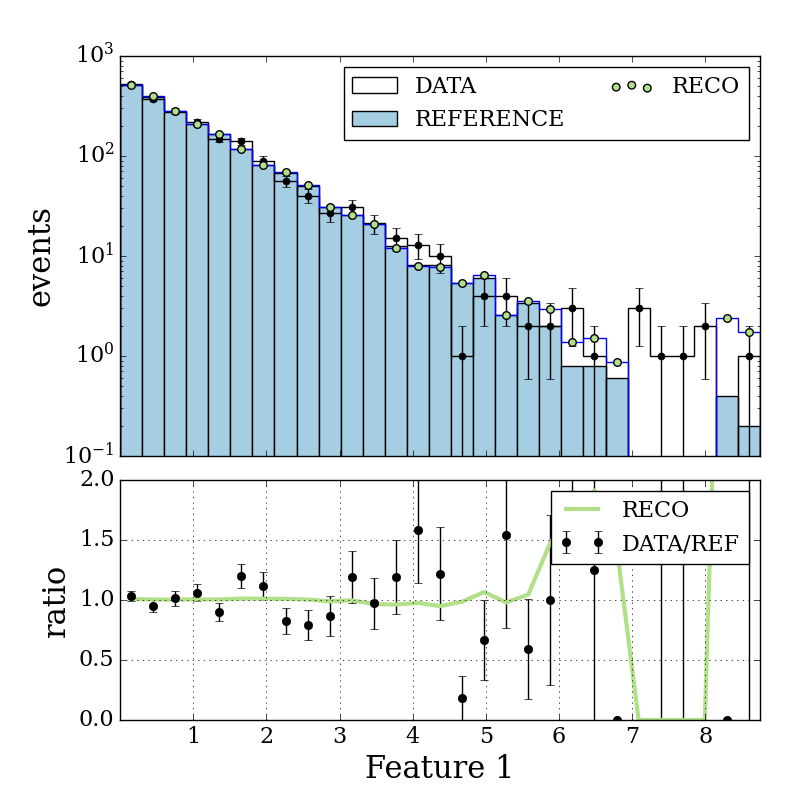 10³
10²
10¹
10⁰
10⁻¹
events
DATA
RECO
REFERENCE
2.0
1.5
1.0
0.5
0.0
ratio
RECO
DATA/REF
1 2 3 4 5 6 7 8
Feature 1